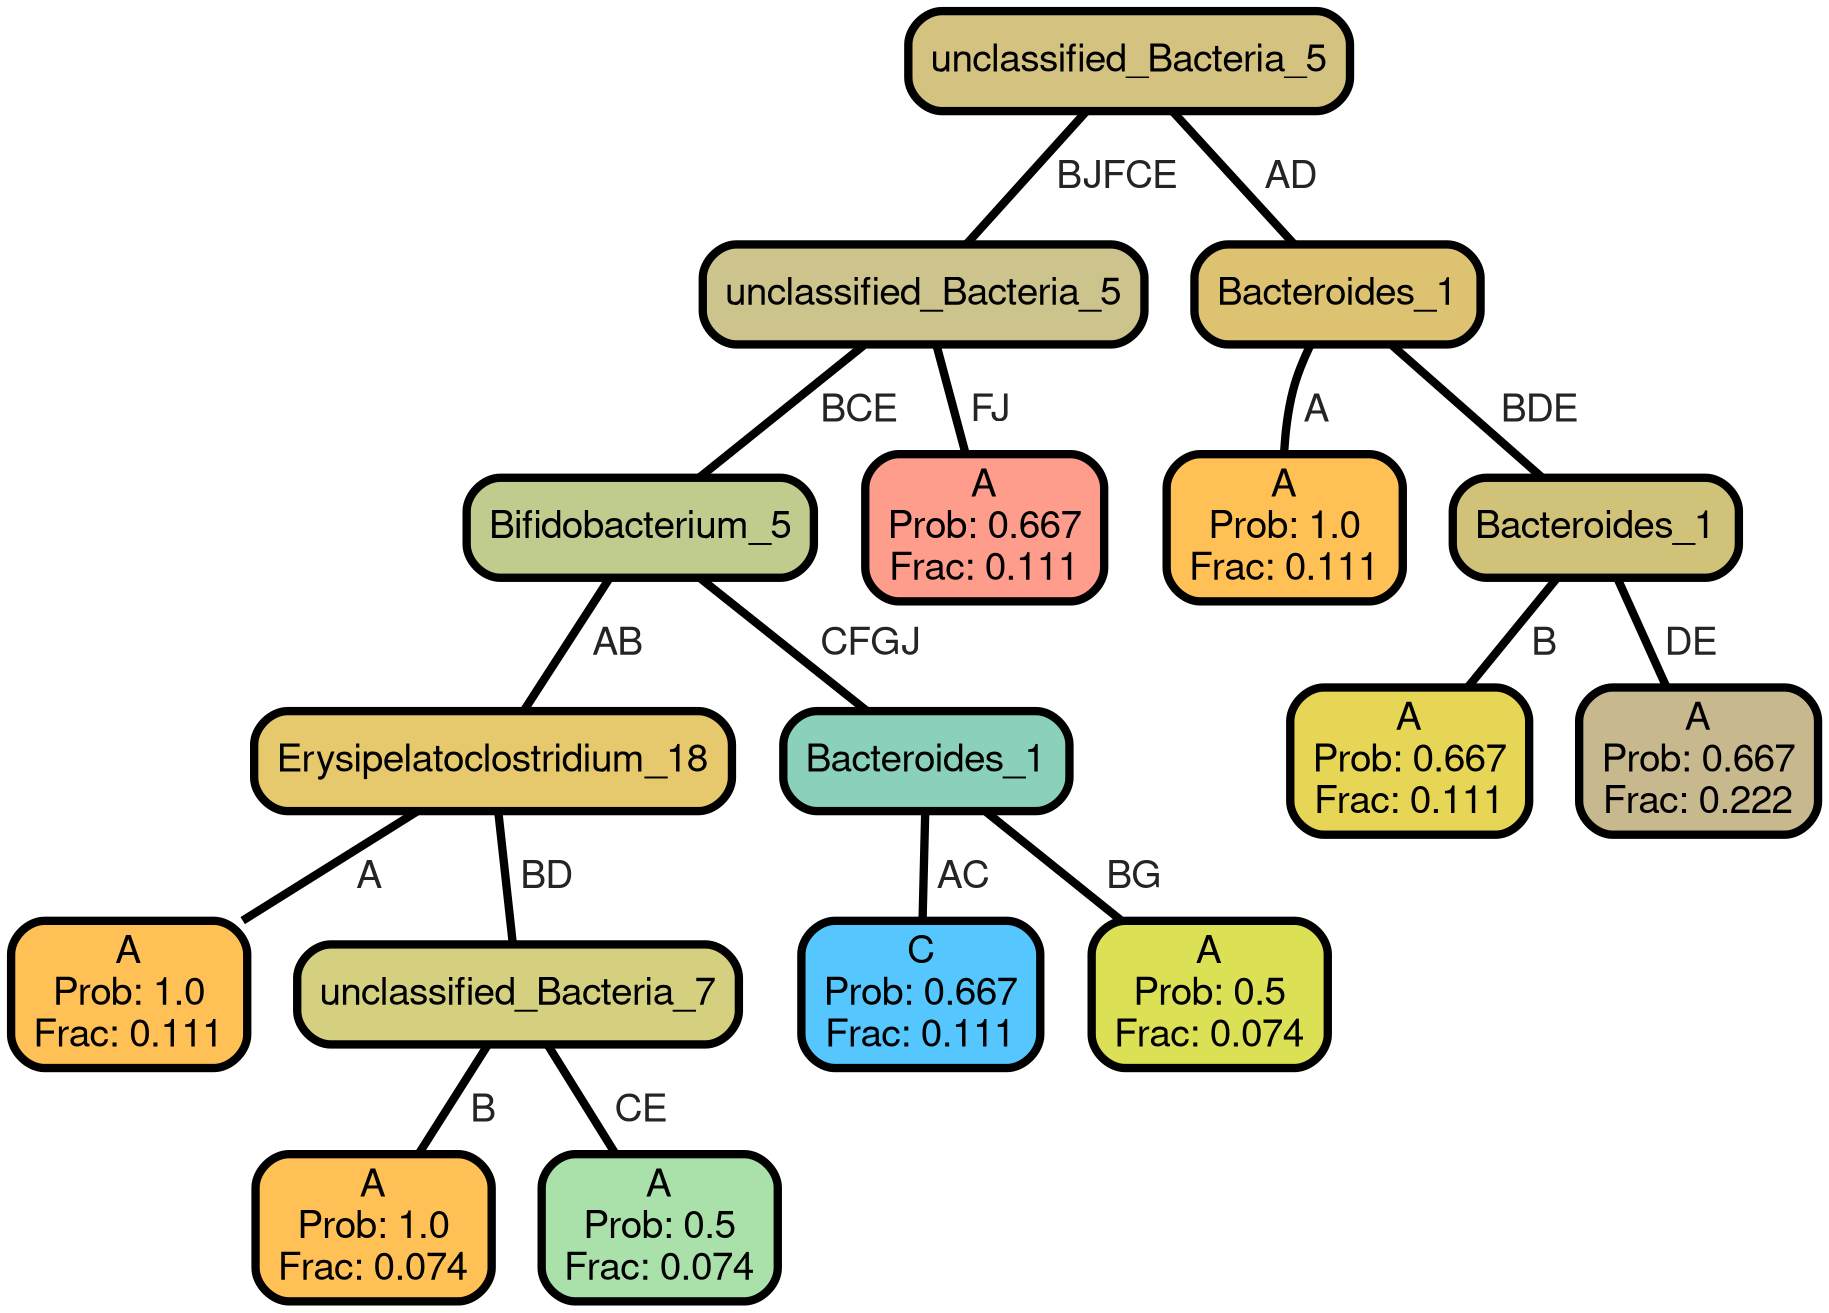 unclassified_Bacteria_5
BJFCE
AD
unclassified_Bacteria_5
Bacteroides_1
BCE
FJ
A
BDE
Bifidobacterium_5
A
Prob: 0.667
Frac: 0.111
A
Prob: 1.0
Frac: 0.111
Bacteroides_1
AB
CFGJ
B
DE
Erysipelatoclostridium_18
Bacteroides_1
A
Prob: 0.667
Frac: 0.111
A
Prob: 0.667
Frac: 0.222
A
BD
AC
BG
A
Prob: 1.0
Frac: 0.111
unclassified_Bacteria_7
C
Prob: 0.667
Frac: 0.111
A
Prob: 0.5
Frac: 0.074
B
CE
A
Prob: 1.0
Frac: 0.074
A
Prob: 0.5
Frac: 0.074